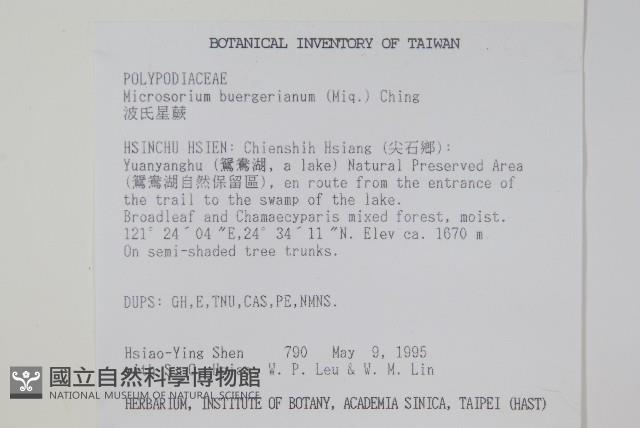 BOTANICAL INVENTORY OF TAIWAN
POLYPODIACEAE
Microsorium buergerianum (Miq.) Ching
波氏星蕨
HSINCHU HSIEN: Chienshih Hsiang (尖石鄉):
Yuanyanghu (鴛鴦湖, a lake) Natural Preserved Area
(鴛鴦湖自然保留區), en route from the entrance of
the trail to the swamp of the lake.
Broadleaf and Chamaecyparis mixed forest, moist.
121° 24´ 04 ″E,24° 34´ 11 ″N. Elev ca. 1670 m
On semi-shaded tree trunks.
DUPS: GH,E,TNU,CAS,PE,NMNS.
Hsiao-Ying Shen 790 May 9, 1995
W. P. Leu & W. M. Lin
國立自然科學博物館
NATIONAL MUSEUM OF NATURAL SCIENCE
HERBARIUM, INSTITUTE OF BOTANY, ACADEMIA SINICA, TAIPEI (HAST)